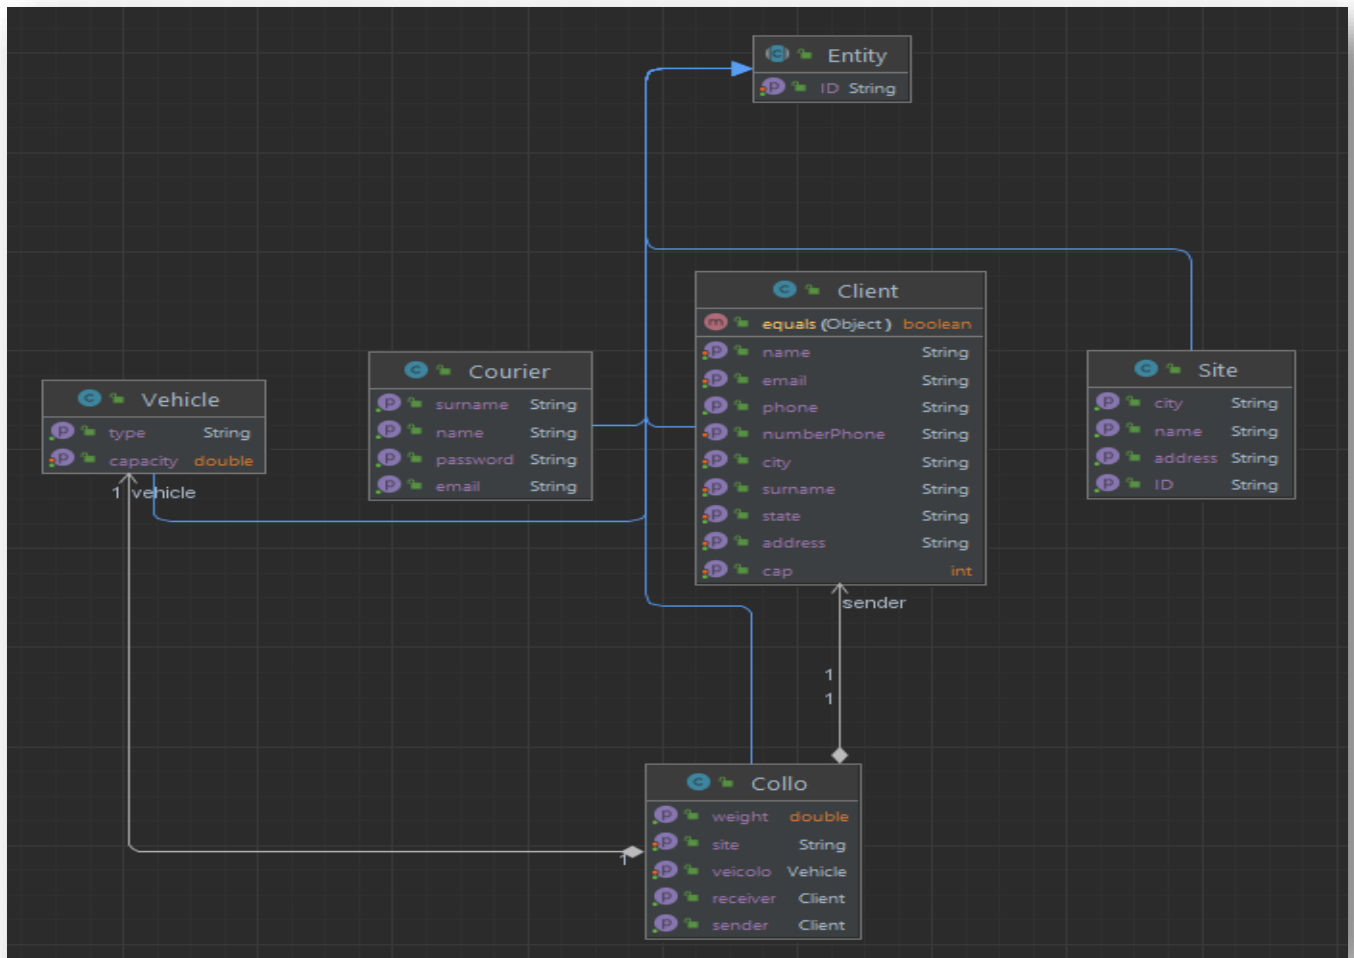 Entity
ID String
Client
equals(Object) boolean
name String
email String
phone String
numberPhone String
city String
surname String
state String
address String
cap int
Courier
surname String
name String
password String
email String
Site
city String
name String
address String
ID String
Vehicle
type String
capacity double
1 vehicle
sender
1
1
1
Collo
weight double
site String
veicolo Vehicle
receiver Client
sender Client